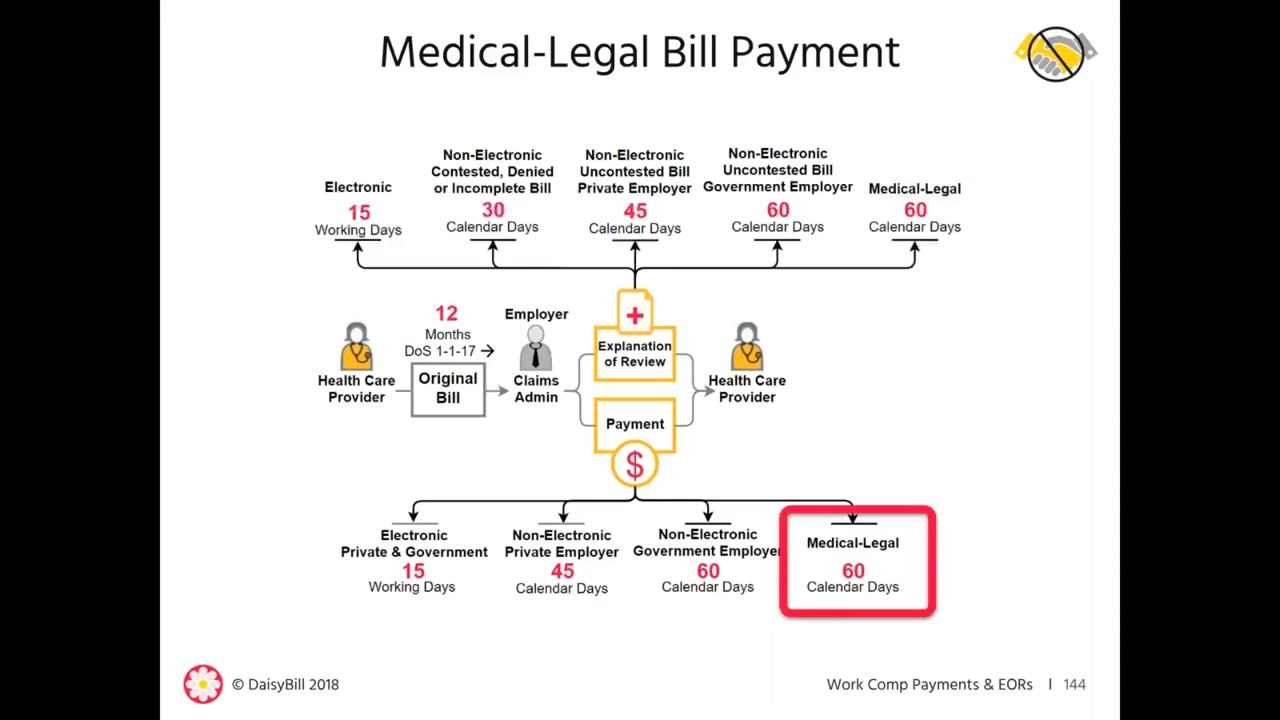 Medical-Legal Bill Payment
Electronic
15
Working Days
Non-Electronic
Contested, Denied
or Incomplete Bill
30
Calendar Days
Non-Electronic
Uncontested Bill
Private Employer
45
Calendar Days
Non-Electronic
Uncontested Bill
Government Employer
60
Calendar Days
Medical-Legal
60
Calendar Days
Health Care
Provider
12
Months
DoS 1-1-17 →
Original
Bill
Employer
Claims
Admin
+
Explanation
of Review
Payment
$
Health Care
Provider
Electronic
Private & Government
15
Working Days
Non-Electronic
Private Employer
45
Calendar Days
Non-Electronic
Government Employer
60
Calendar Days
Medical-Legal
60
Calendar Days
© DaisyBill 2018
Work Comp Payments & EORs | 144